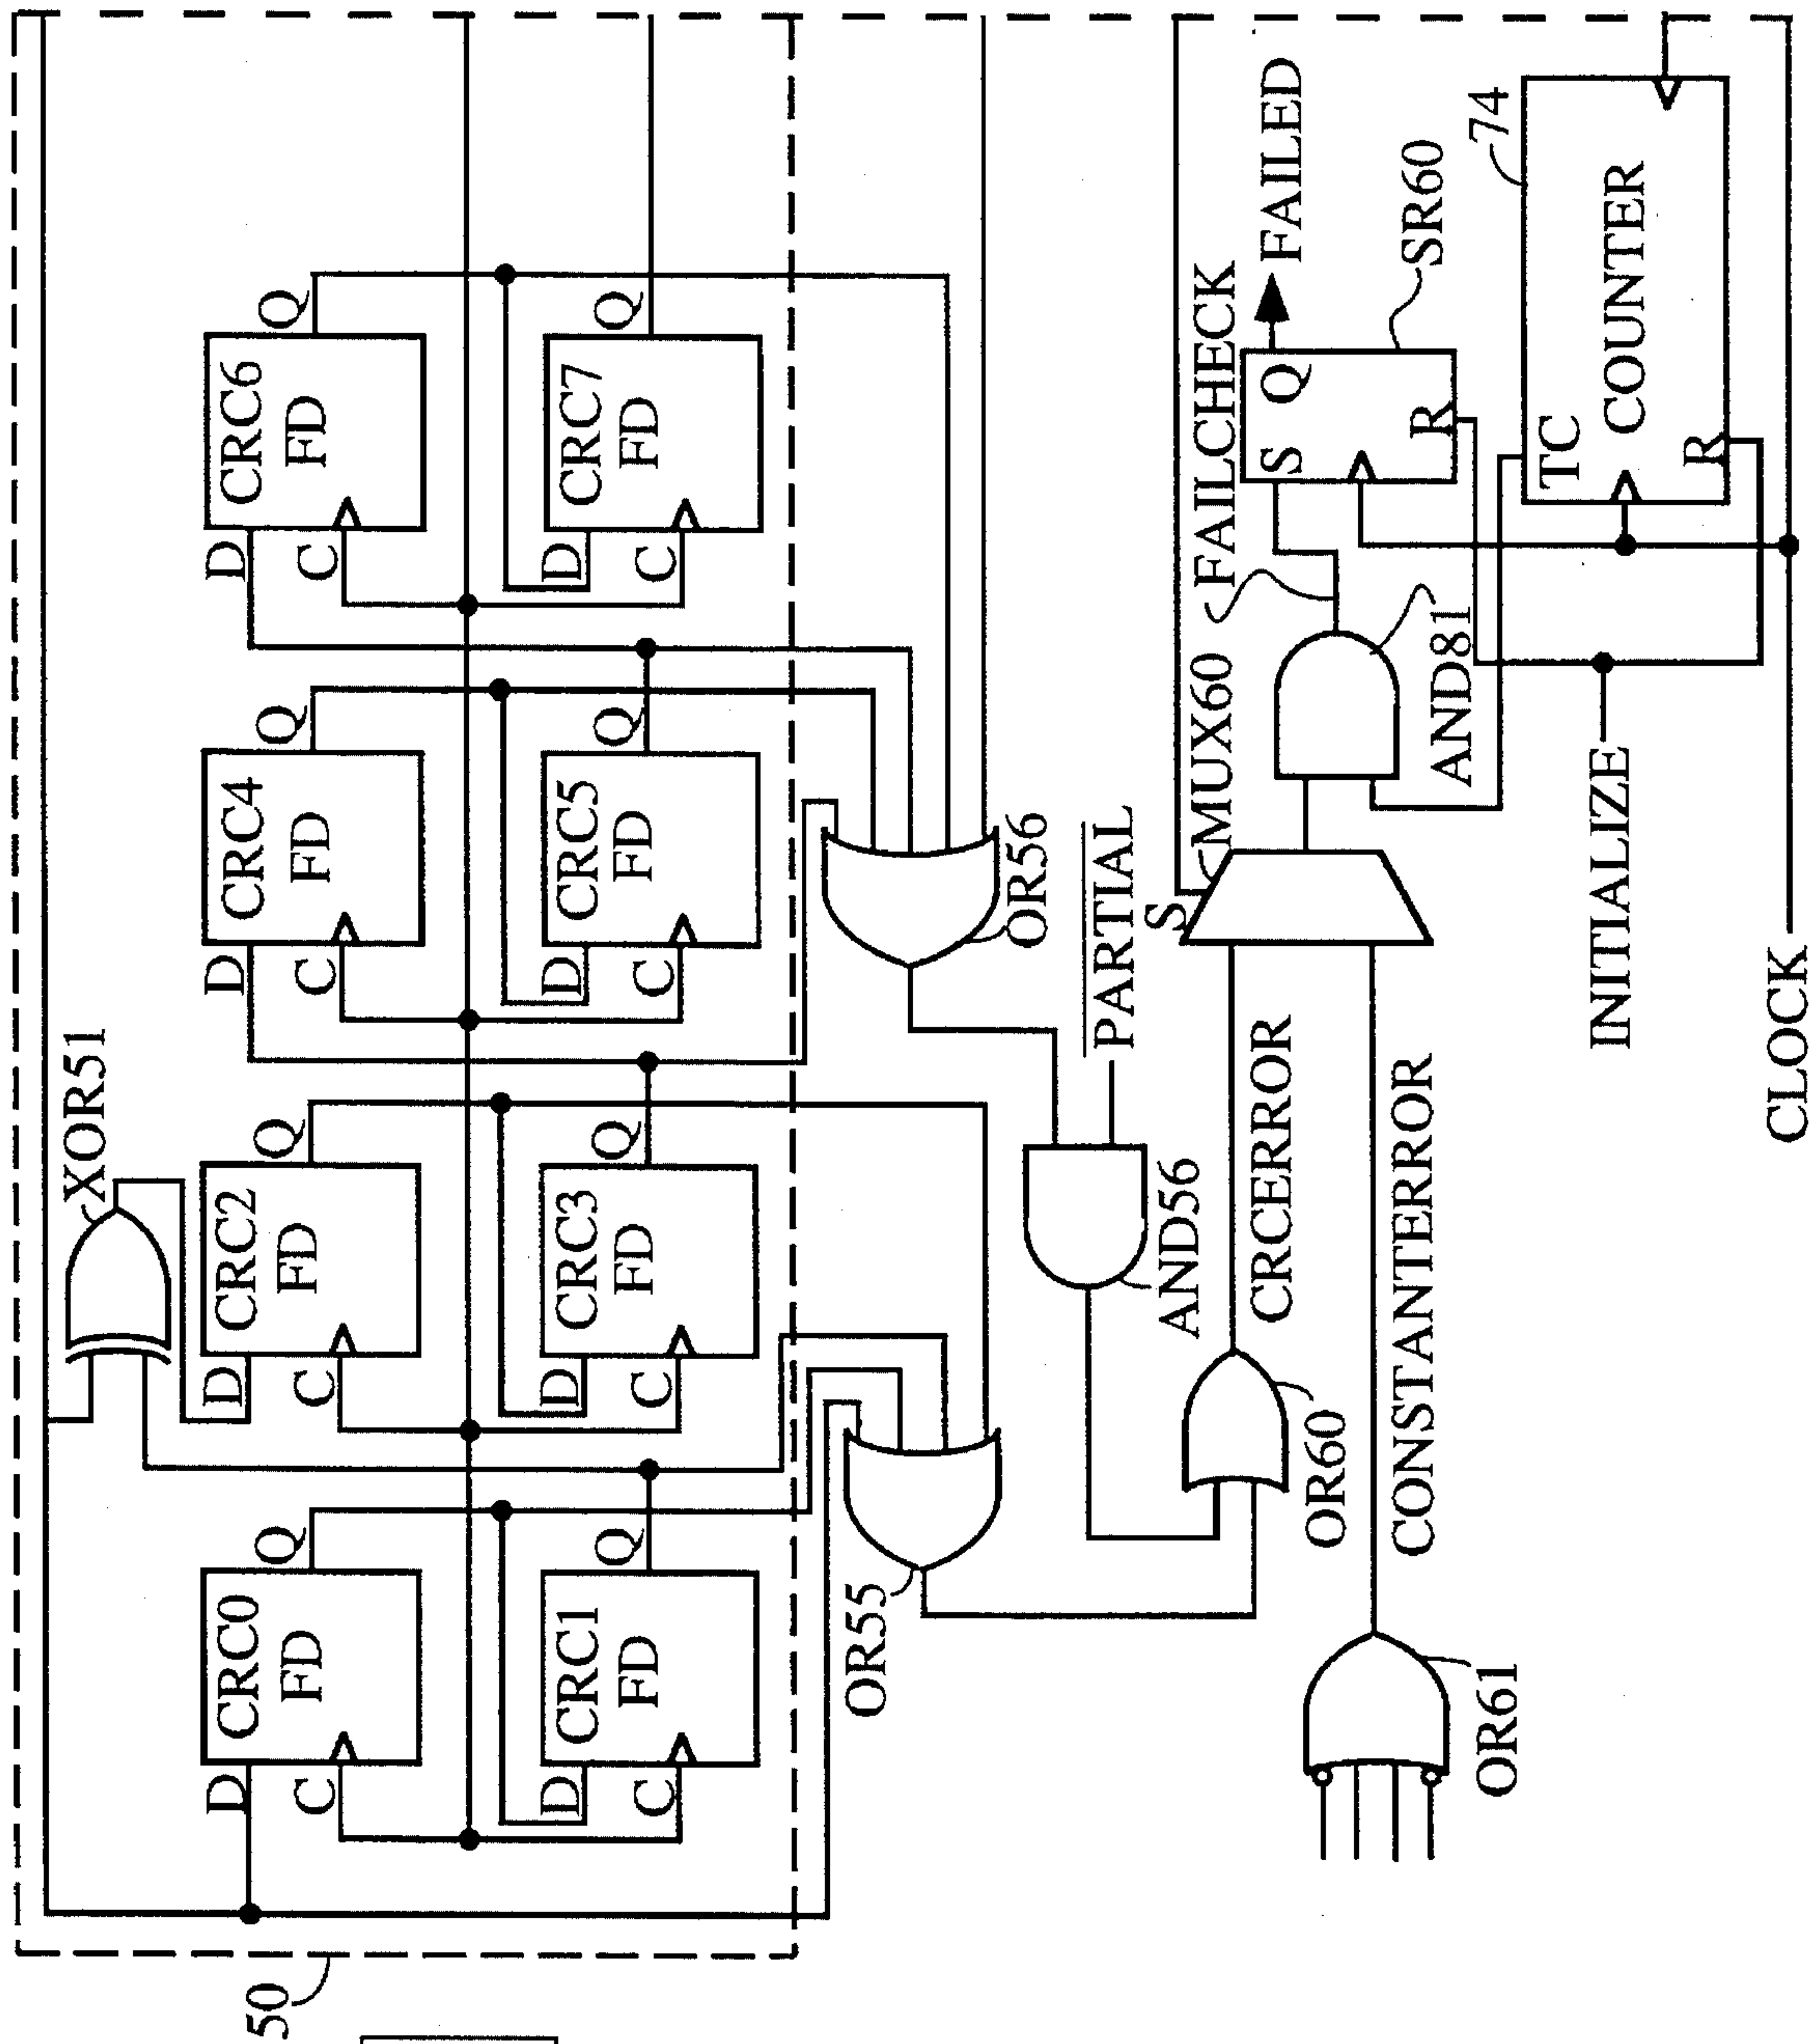 50
XOR51
CRC0
FD
D
C
Q
CRC2
FD
D
C
Q
CRC4
FD
D
C
Q
CRC6
FD
D
C
Q
CRC1
FD
D
C
Q
CRC3
FD
D
C
Q
CRC5
FD
D
C
Q
CRC7
FD
D
C
Q
OR55
OR56
PARTIAL
AND56
OR60
CRCERROR
CONSTANTERROR
OR61
S
MUX60
FAILCHECK
AND81
S
Q
R
FAILED
SR60
74
TC
COUNTER
R
INITIALIZE
CLOCK